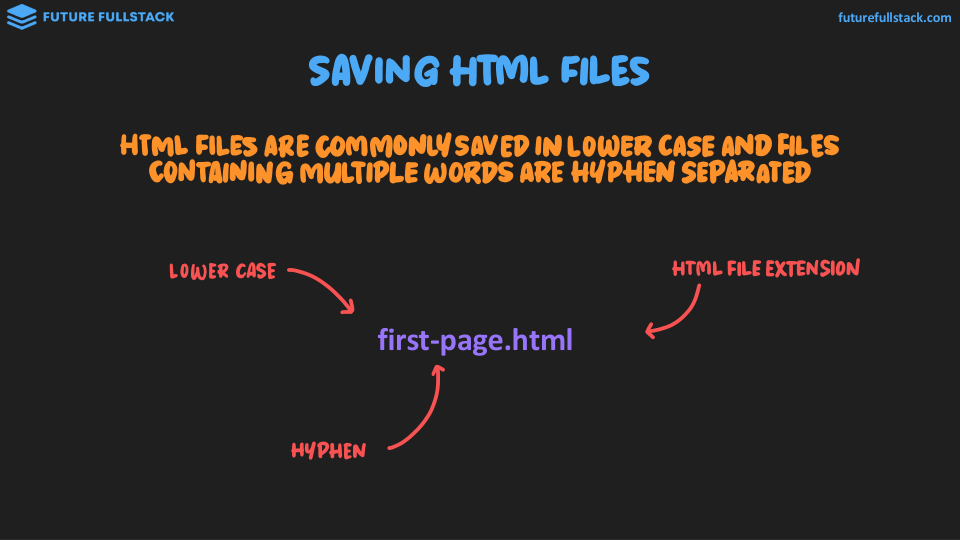 FUTURE FULLSTACK
futurefullstack.com
SAVING HTML FILES
HTML FILES ARE COMMONLY SAVED IN LOWER CASE AND FILES
CONTAINING MULTIPLE WORDS ARE HYPHEN SEPARATED
LOWER CASE
HTML FILE EXTENSION
first-page.html
HYPHEN